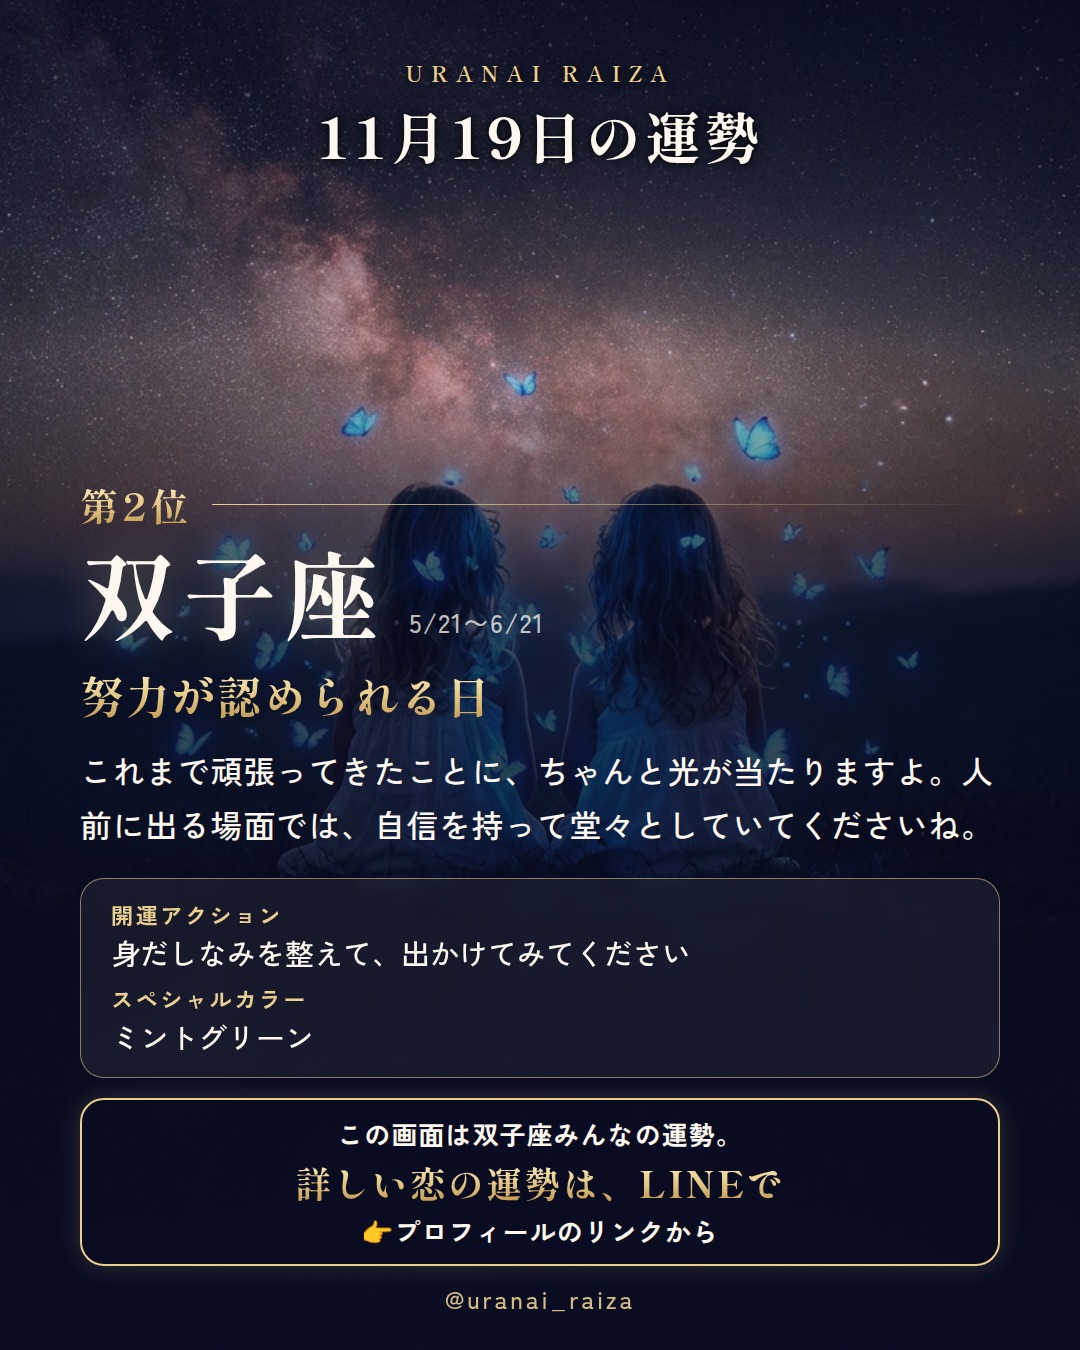 URANAI RAIZA
11月19日の運勢
第2位
双子座 5/21〜6/21
努力が認められる日
これまで頑張ってきたことに、ちゃんと光が当たりますよ。人
前に出る場面では、自信を持って堂々としていてくださいね。
開運アクション
身だしなみを整えて、出かけてみてください
スペシャルカラー
ミントグリーン
この画面は双子座みんなの運勢。
詳しい恋の運勢は、LINEで
👉プロフィールのリンクから
@uranai_raiza